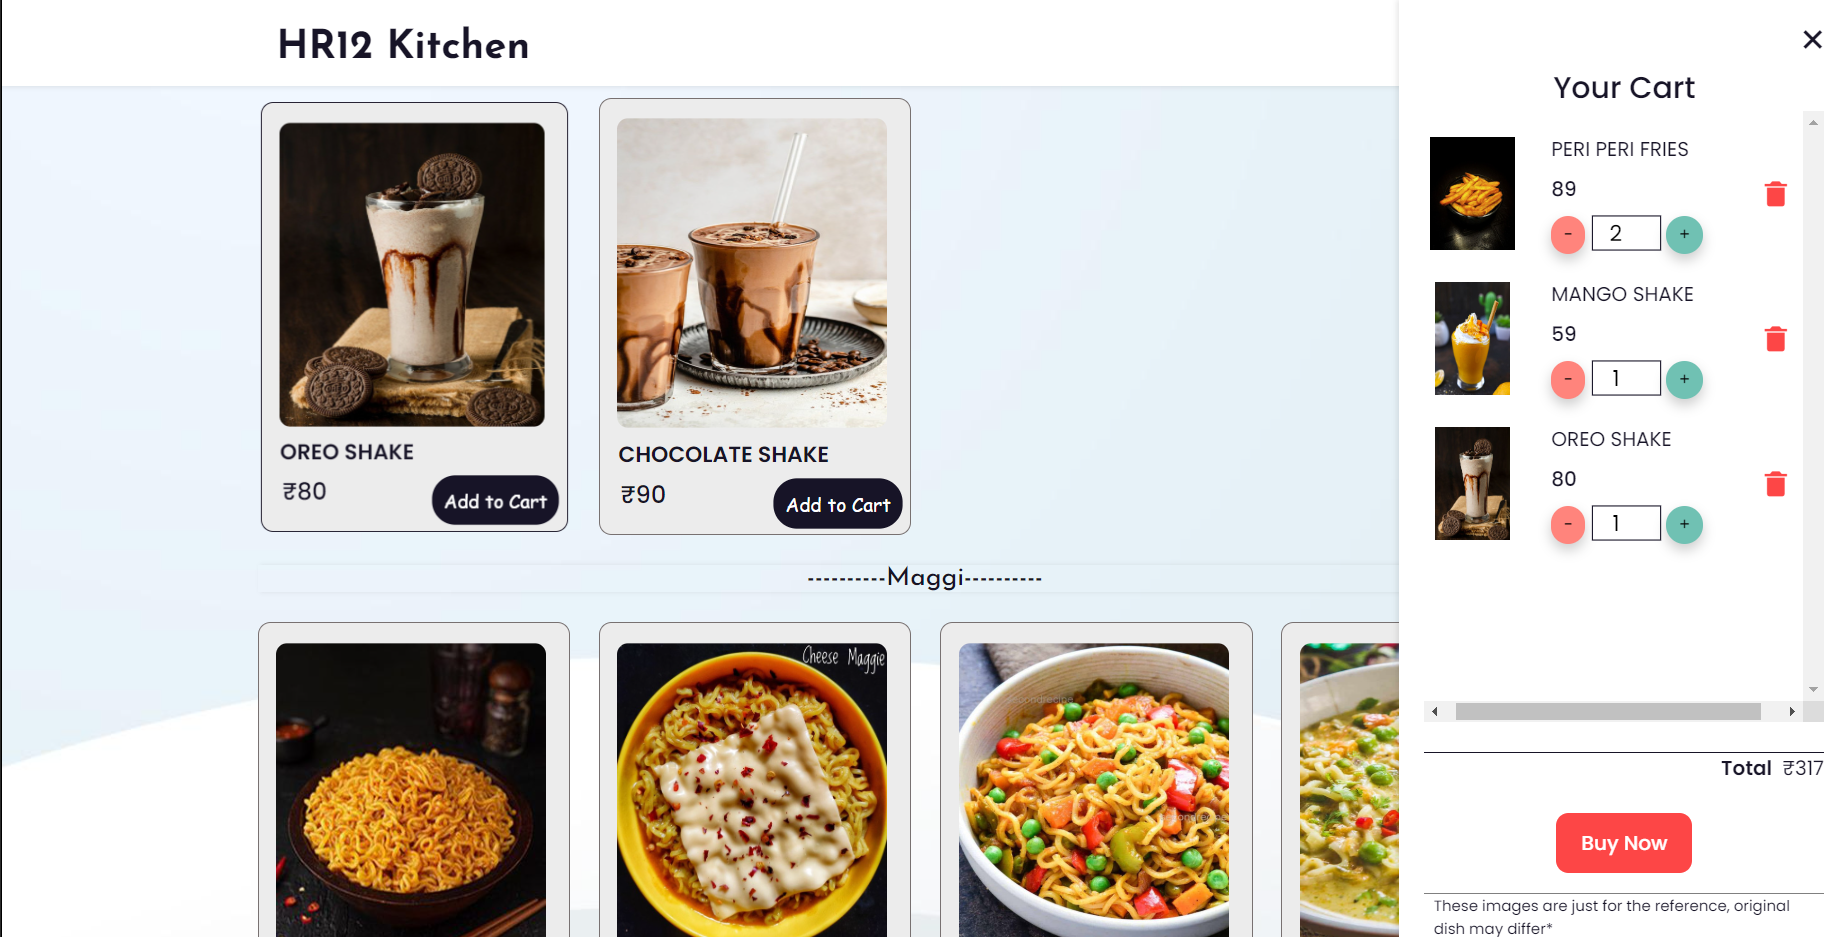 HR12 Kitchen
OREO SHAKE
₹80
Add to Cart
CHOCOLATE SHAKE
₹90
Add to Cart
----------Maggi----------
Cheese Maggie
secondrecipe
secondrecipe
×
Your Cart
PERI PERI FRIES
89
- 2 +
MANGO SHAKE
59
- 1 +
OREO SHAKE
80
- 1 +
Total ₹317
Buy Now
These images are just for the reference, original
dish may differ*